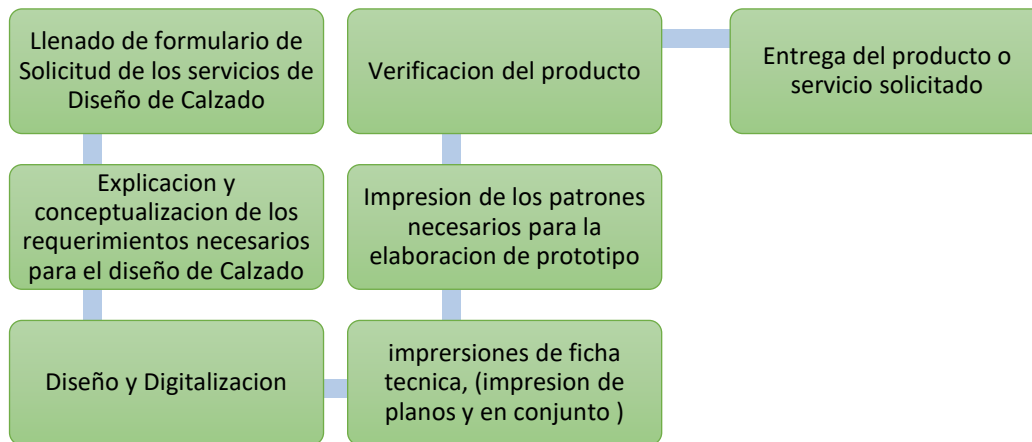 Llenado de formulario de
Solicitud de los servicios de
Diseño de Calzado
Explicacion y
conceptualizacion de los
requerimientos necesarios
para el diseño de Calzado
Diseño y Digitalizacion
imprersiones de ficha
tecnica, (impresion de
planos y en conjunto )
Impresion de los patrones
necesarios para la
elaboracion de prototipo
Verificacion del producto
Entrega del producto o
servicio solicitado